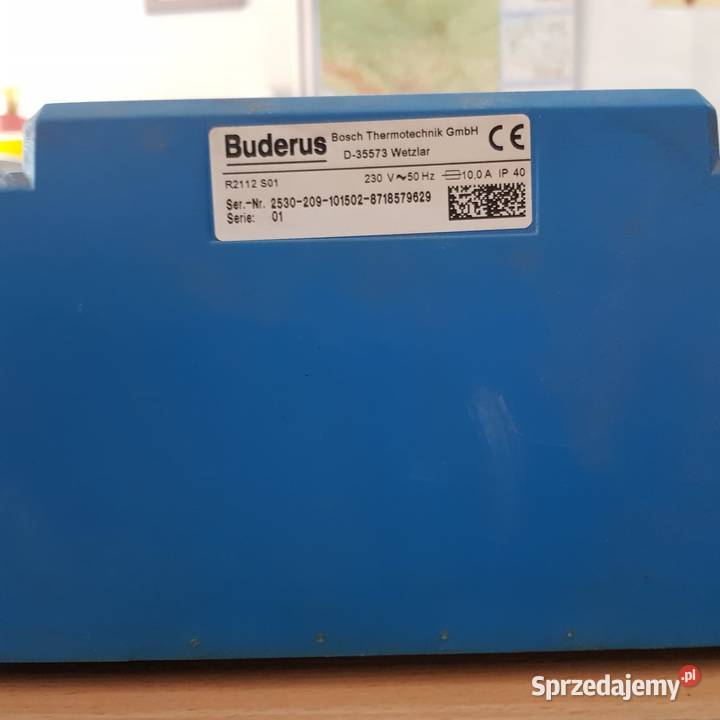 Buderus Bosch Thermotechnik GmbH CE
D-35573 Wetzlar
R2112 S01 230 V ~ 50 Hz 10,0 A IP 40
Ser.-Nr. 2530-209-101502-8718579629
Serie: 01
Sprzedajemy.pl